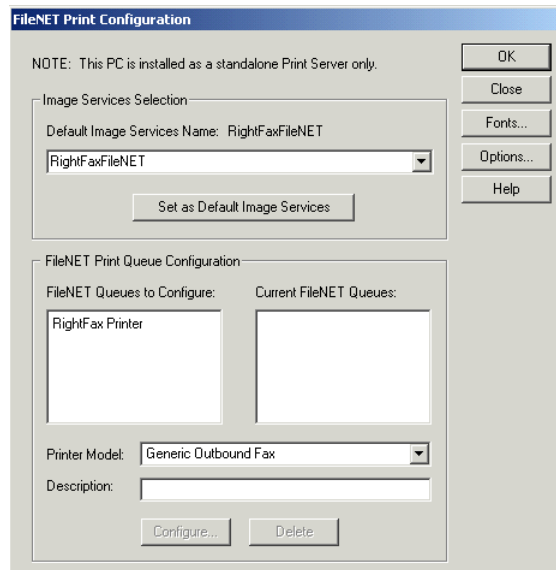 FileNET Print Configuration
NOTE: This PC is installed as a standalone Print Server only.
OK
Close
Fonts...
Options...
Help
Image Services Selection
Default Image Services Name: RightFaxFileNET
RightFaxFileNET
Set as Default Image Services
FileNET Print Queue Configuration
FileNET Queues to Configure: Current FileNET Queues:
RightFax Printer
Printer Model: Generic Outbound Fax
Description:
Configure... Delete